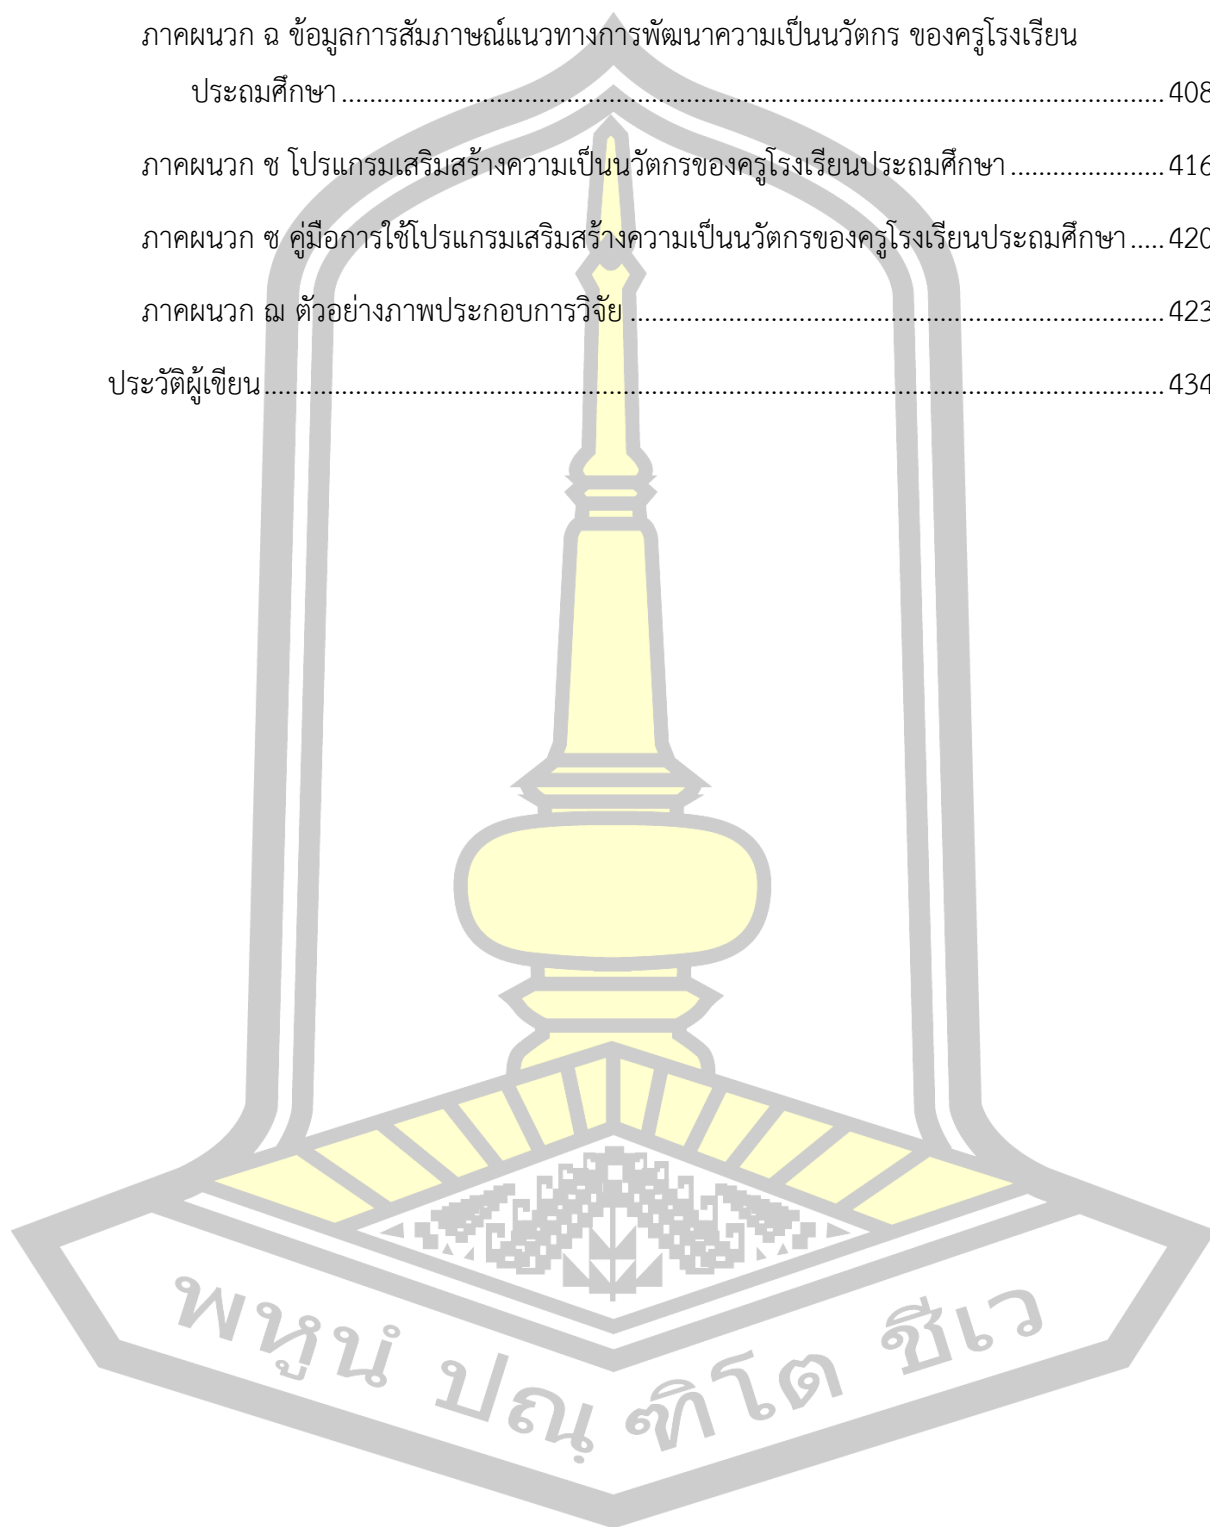 ภาคผนวก ฉ ข้อมูลการสัมภาษณ์แนวทางการพัฒนาความเป็นนวัตกร ของครูโรงเรียน
ประถมศึกษา ........................................................................................................ 408
ภาคผนวก ช โปรแกรมเสริมสร้างความเป็นนวัตกรของครูโรงเรียนประถมศึกษา ..................... 416
ภาคผนวก ซ คู่มือการใช้โปรแกรมเสริมสร้างความเป็นนวัตกรของครูโรงเรียนประถมศึกษา ..... 420
ภาคผนวก ฌ ตัวอย่างภาพประกอบการวิจัย ................................................................... 423
ประวัติผู้เขียน ............................................................................................................. 434
พหูนํ ปณฺฑิโต ชีเว